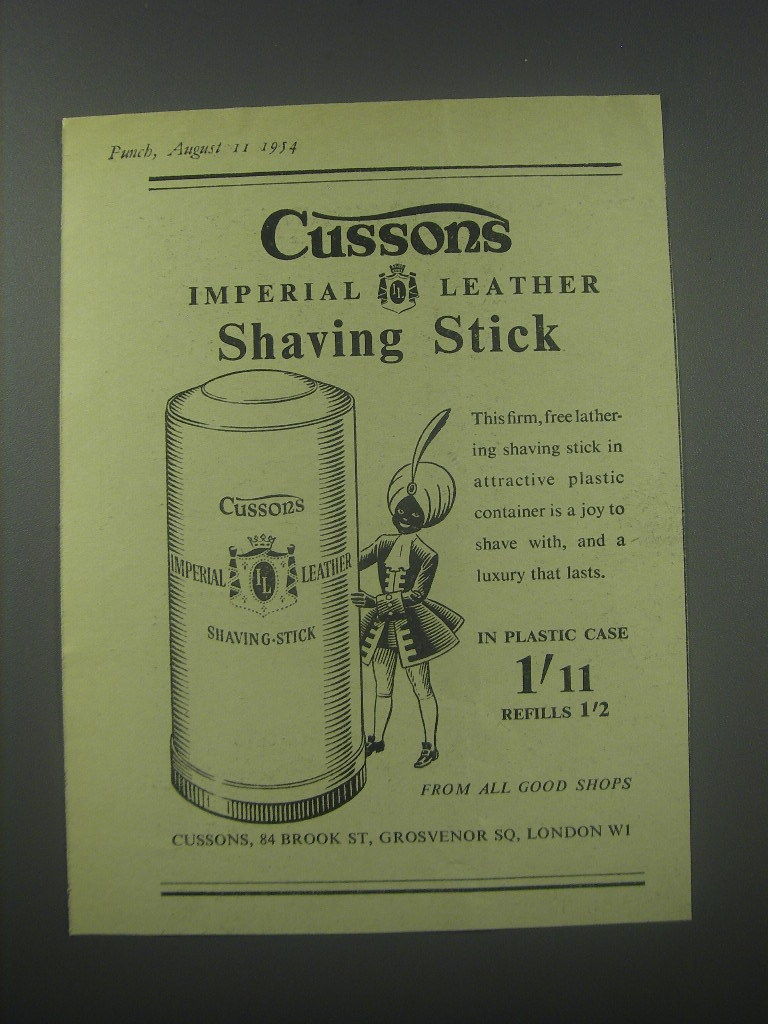 Punch, August 11 1954
Cussons
IMPERIAL IL LEATHER
Shaving Stick
This firm, free lather-
ing shaving stick in
attractive plastic
container is a joy to
shave with, and a
luxury that lasts.
Cussons
IMPERIAL IL LEATHER
SHAVING·STICK
IN PLASTIC CASE
1/11
REFILLS 1/2
FROM ALL GOOD SHOPS
CUSSONS, 84 BROOK ST, GROSVENOR SQ, LONDON W1